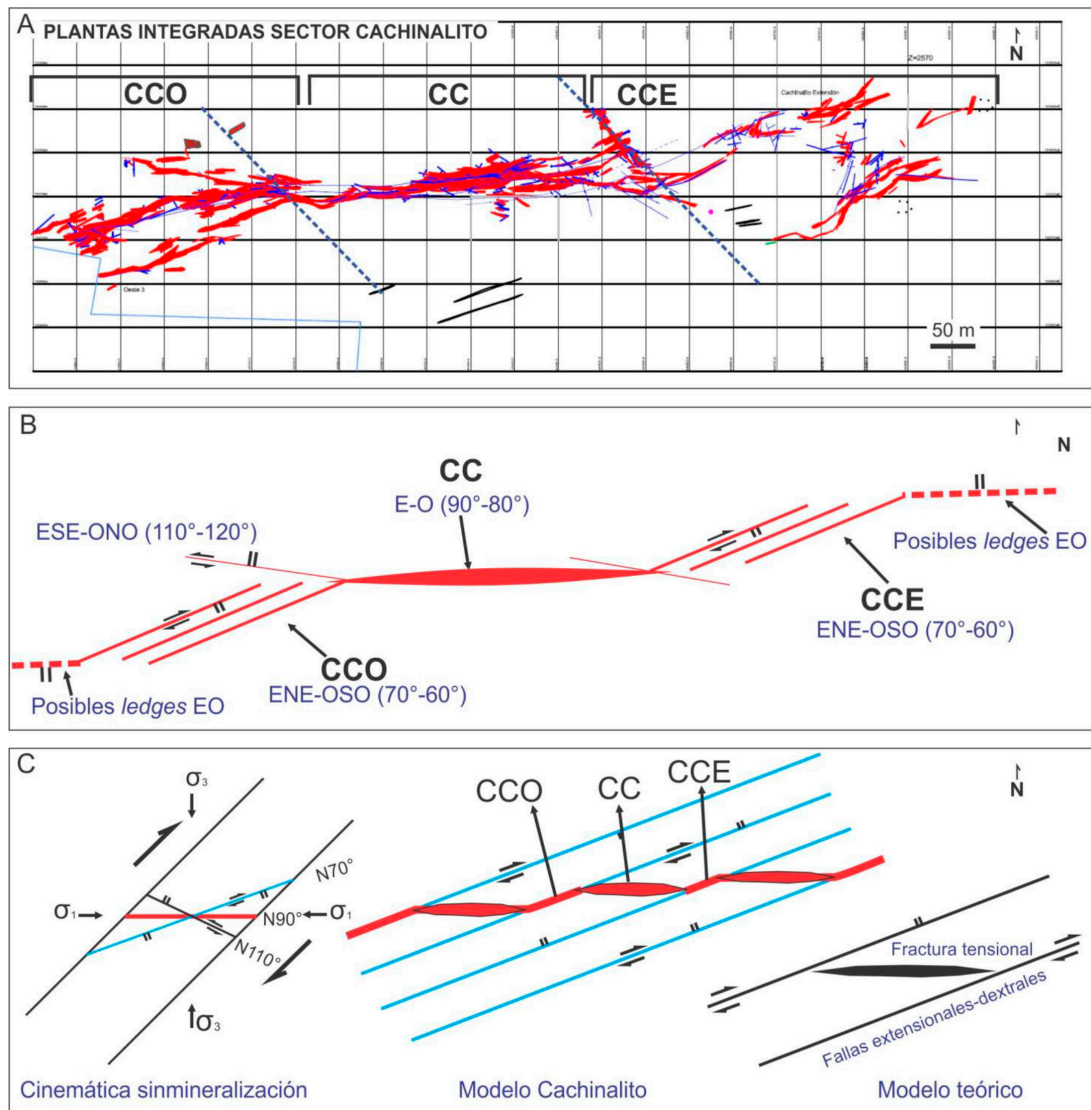 A
PLANTAS INTEGRADAS SECTOR CACHINALITO
N
Z=2570
CCO
CC
CCE
Cachinalito Extensión
Oeste 3
50 m
B
N
CC
E-O (90°-80°)
ESE-ONO (110°-120°)
Posibles ledges EO
CCE
ENE-OSO (70°-60°)
CCO
ENE-OSO (70°-60°)
Posibles ledges EO
C
N
σ3
CCO
CC
CCE
N70°
σ1
N90°
σ1
N110°
σ3
Fractura tensional
Fallas extensionales-dextrales
Cinemática sinmineralización
Modelo Cachinalito
Modelo teórico